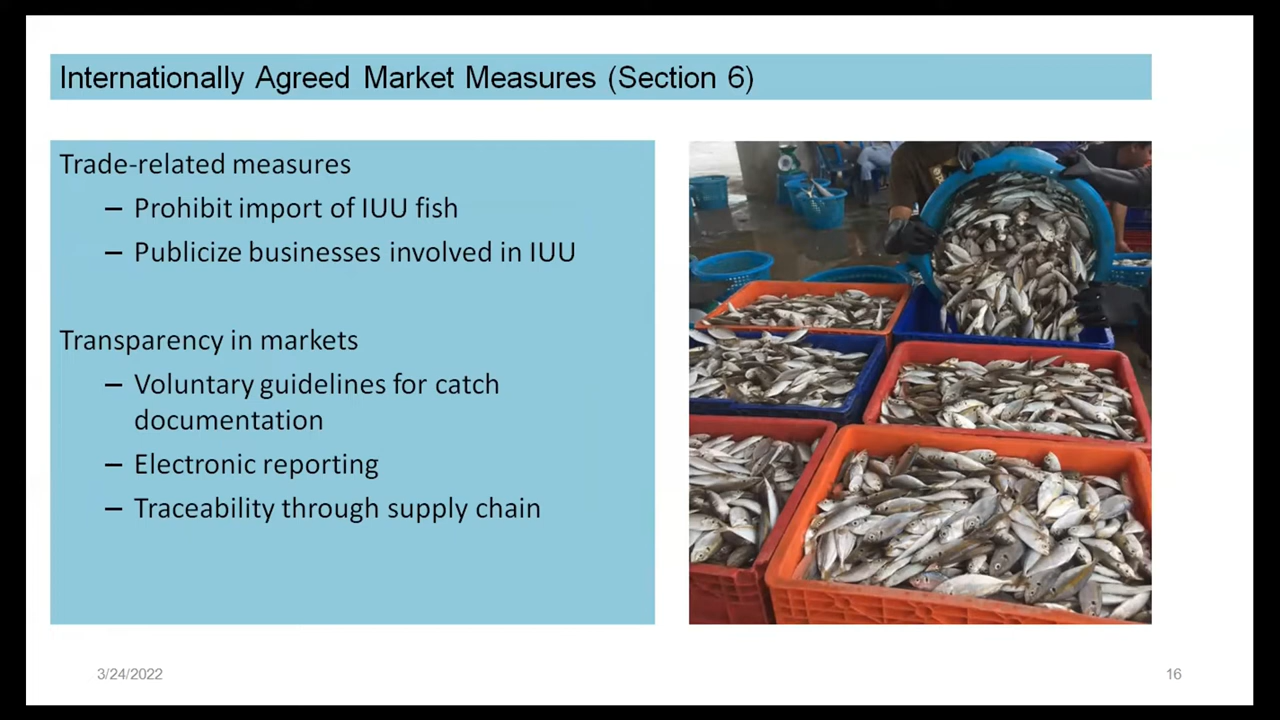 Internationally Agreed Market Measures (Section 6)
Trade-related measures
– Prohibit import of IUU fish
– Publicize businesses involved in IUU
Transparency in markets
– Voluntary guidelines for catch
documentation
– Electronic reporting
– Traceability through supply chain
3/24/2022
16